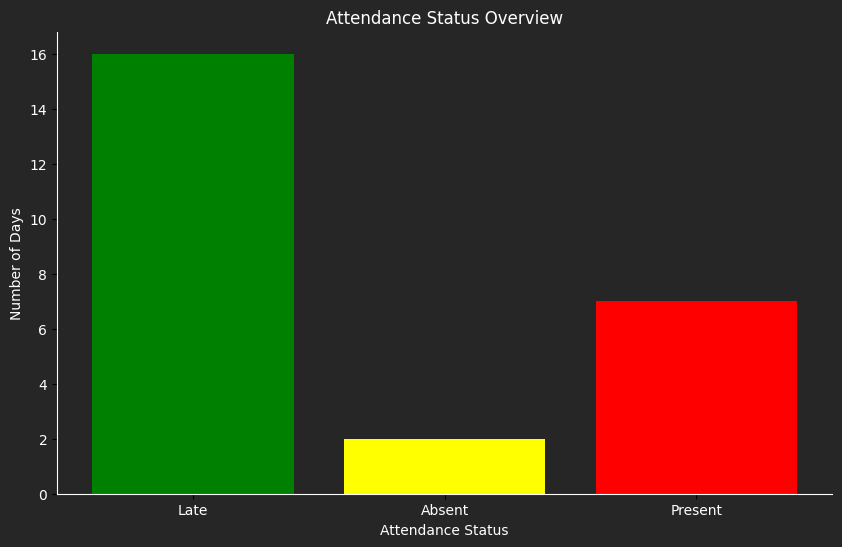 Attendance Status Overview
Number of Days
16
14
12
10
8
6
4
2
0
Late Absent Present
Attendance Status